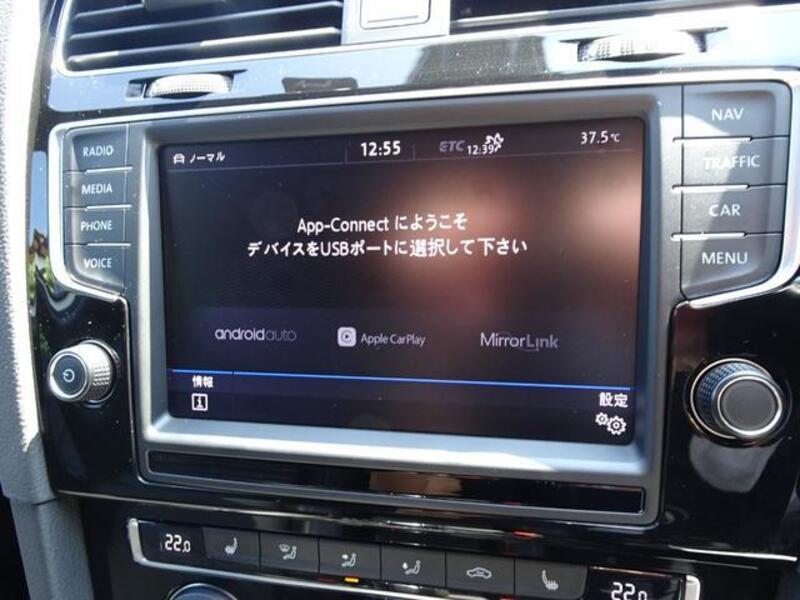 RADIO
MEDIA
PHONE
VOICE
ノーマル
12:55
ETC 12:39
37.5℃
App-Connect にようこそ
デバイスをUSBポートに選択して下さい
androidauto
Apple CarPlay
MirrorLink
情報
i
設定
NAV
TRAFFIC
CAR
MENU
22.0
22.0